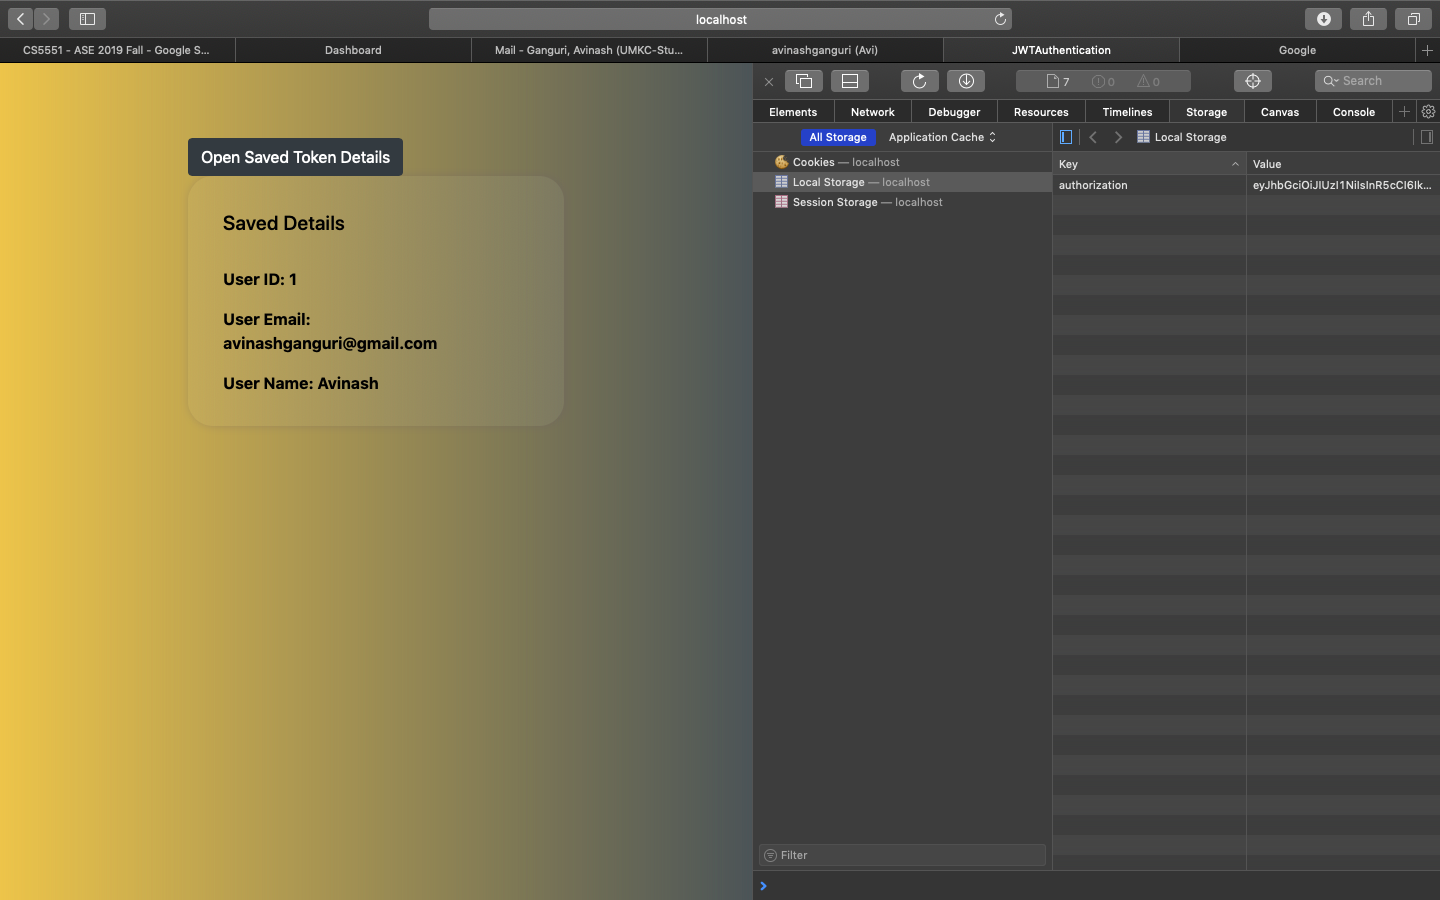 localhost
CS5551 - ASE 2019 Fall - Google S...
Dashboard
Mail - Ganguri, Avinash (UMKC-Stu...
avinashganguri (Avi)
JWTAuthentication
Google
7
0
0
Search
Elements
Network
Debugger
Resources
Timelines
Storage
Canvas
Console
All Storage
Application Cache
Local Storage
Cookies — localhost
Local Storage — localhost
Session Storage — localhost
Key
Value
authorization
eyJhbGciOiJIUzI1NiIsInR5cCI6Ik...
Open Saved Token Details
Saved Details
User ID: 1
User Email:
avinashganguri@gmail.com
User Name: Avinash
Filter